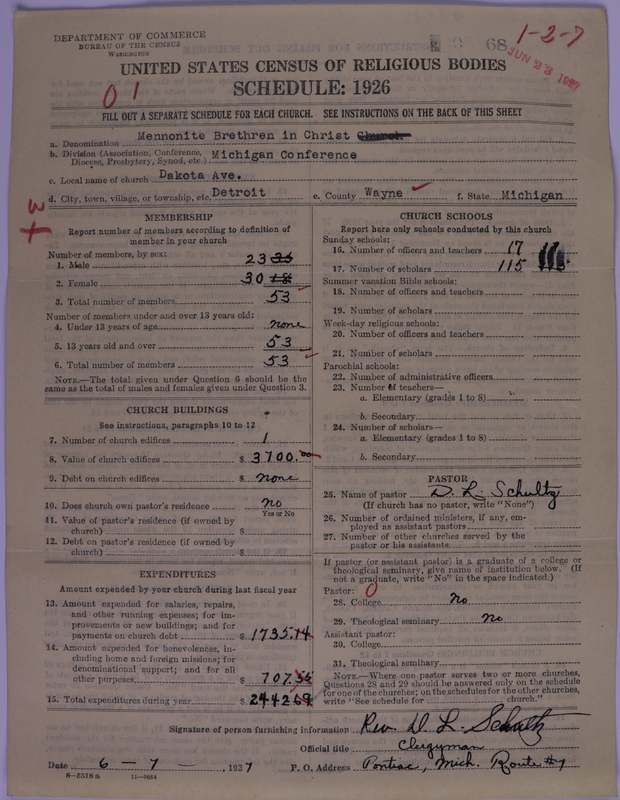 DEPARTMENT OF COMMERCE
BUREAU OF THE CENSUS
WASHINGTON
68
1-2-7
JUN 23 1927
UNITED STATES CENSUS OF RELIGIOUS BODIES
SCHEDULE: 1926
01
FILL OUT A SEPARATE SCHEDULE FOR EACH CHURCH. SEE INSTRUCTIONS ON THE BACK OF THIS SHEET
a. Denomination Mennonite Brethren in Christ Church
b. Division (Association, Conference, Diocese, Presbytery, Synod, etc.) Michigan Conference
c. Local name of church Dakota Ave.
d. City, town, village, or township, etc. Detroit e. County Wayne f. State Michigan
MEMBERSHIP
Report number of members according to definition of
member in your church
Number of members, by sex:
1. Male 23
2. Female 30 18
3. Total number of members 53
Number of members under and over 13 years old:
4. Under 13 years of age none
5. 13 years old and over 53
6. Total number of members 53
NOTE.—The total given under Question 6 should be the
same as the total of males and females given under Question 3.
CHURCH BUILDINGS
See instructions, paragraphs 10 to 12
7. Number of church edifices 1
8. Value of church edifices $ 3700.00
9. Debt on church edifices $ none
10. Does church own pastor's residence no
Yes or No
11. Value of pastor's residence (if owned by
church) $
12. Debt on pastor's residence (if owned by
church) $
EXPENDITURES
Amount expended by your church during last fiscal year
13. Amount expended for salaries, repairs,
and other running expenses; for im-
provements or new buildings; and for
payments on church debt $ 1735.14
14. Amount expended for benevolences, in-
cluding home and foreign missions; for
denominational support; and for all
other purposes $ 707.55
15. Total expenditures during year $ 2442.69
CHURCH SCHOOLS
Report here only schools conducted by this church
Sunday schools:
16. Number of officers and teachers 17
17. Number of scholars 115
Summer vacation Bible schools:
18. Number of officers and teachers
19. Number of scholars
Week-day religious schools:
20. Number of officers and teachers
21. Number of scholars
Parochial schools:
22. Number of administrative officers
23. Number of teachers—
a. Elementary (grades 1 to 8)
b. Secondary
24. Number of scholars—
a. Elementary (grades 1 to 8)
b. Secondary
PASTOR
25. Name of pastor D. L. Schultz
(If church has no pastor, write "None")
26. Number of ordained ministers, if any, em-
ployed as assistant pastors
27. Number of other churches served by the
pastor or his assistants
If pastor (or assistant pastor) is a graduate of a college or
theological seminary, give name of institution below. (If
not a graduate, write "No" in the space indicated.)
Pastor: 0
28. College no
29. Theological seminary no
Assistant pastor:
30. College
31. Theological seminary
NOTE.—Where one pastor serves two or more churches,
Questions 28 and 29 should be answered only on the schedule
for one of the churches; on the schedules for the other churches,
write "See schedule for church."
Signature of person furnishing information Rev. D. L. Schultz
Official title Clergyman
Date 6 - 7 -, 1927 P. O. Address Pontiac, Mich. Route #7
8-5318a 11-9054